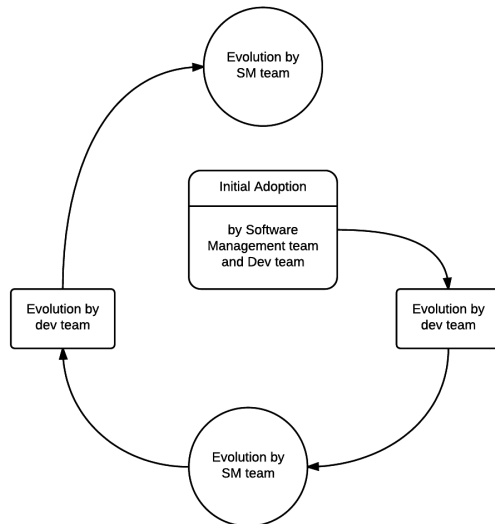 Evolution by
SM team
Initial Adoption
by Software
Management team
and Dev team
Evolution by
dev team
Evolution by
dev team
Evolution by
SM team